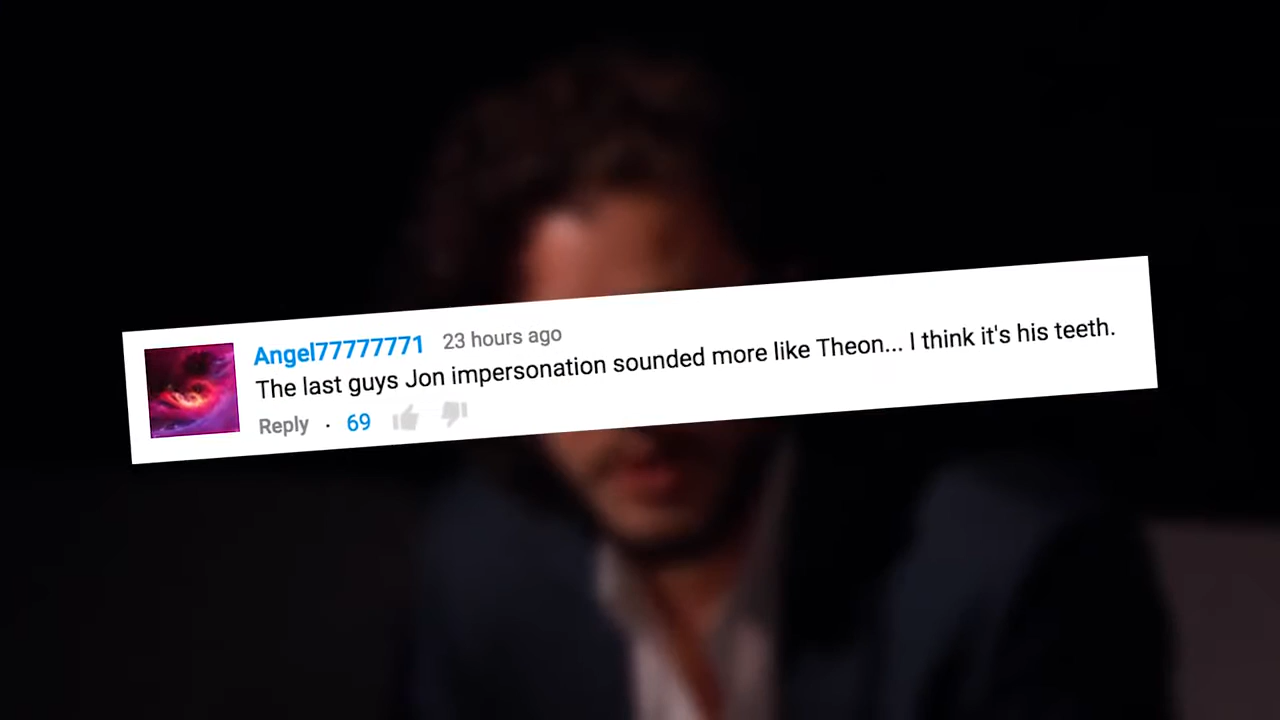 Angel77777771 23 hours ago
The last guys Jon impersonation sounded more like Theon... I think it's his teeth.
Reply · 69